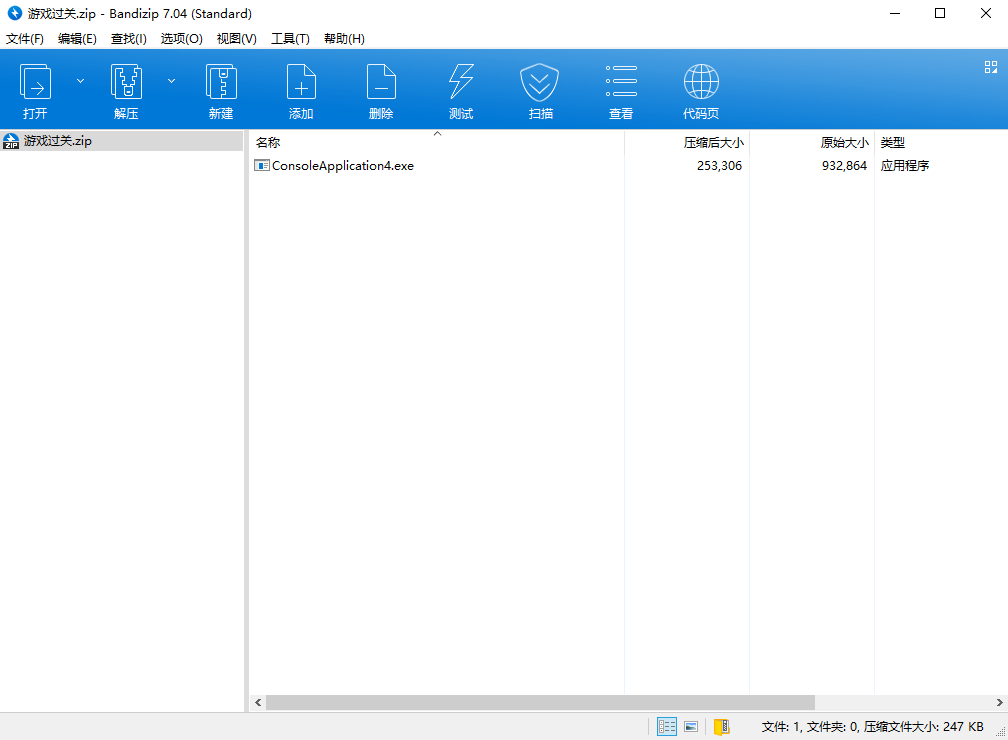 游戏过关.zip - Bandizip 7.04 (Standard)
文件(F) 编辑(E) 查找(I) 选项(O) 视图(V) 工具(T) 帮助(H)
打开 解压 新建 添加 删除 测试 扫描 查看 代码页
游戏过关.zip
名称 压缩后大小 原始大小 类型
ConsoleApplication4.exe 253,306 932,864 应用程序
文件: 1, 文件夹: 0, 压缩文件大小: 247 KB